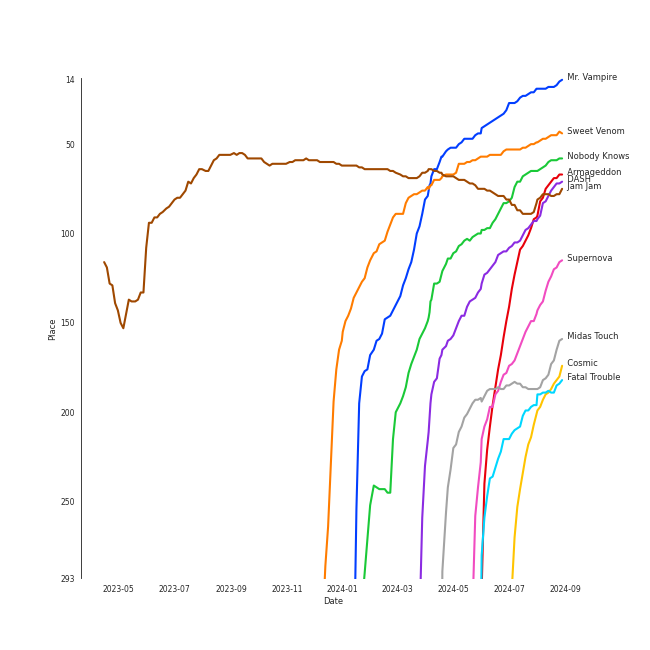 14
50
100
150
200
250
293
Place
2023-05
2023-07
2023-09
2023-11
2024-01
2024-03
2024-05
2024-07
2024-09
Date
Mr. Vampire
Sweet Venom
Nobody Knows
Armageddon
DASH
Jam Jam
Supernova
Midas Touch
Cosmic
Fatal Trouble